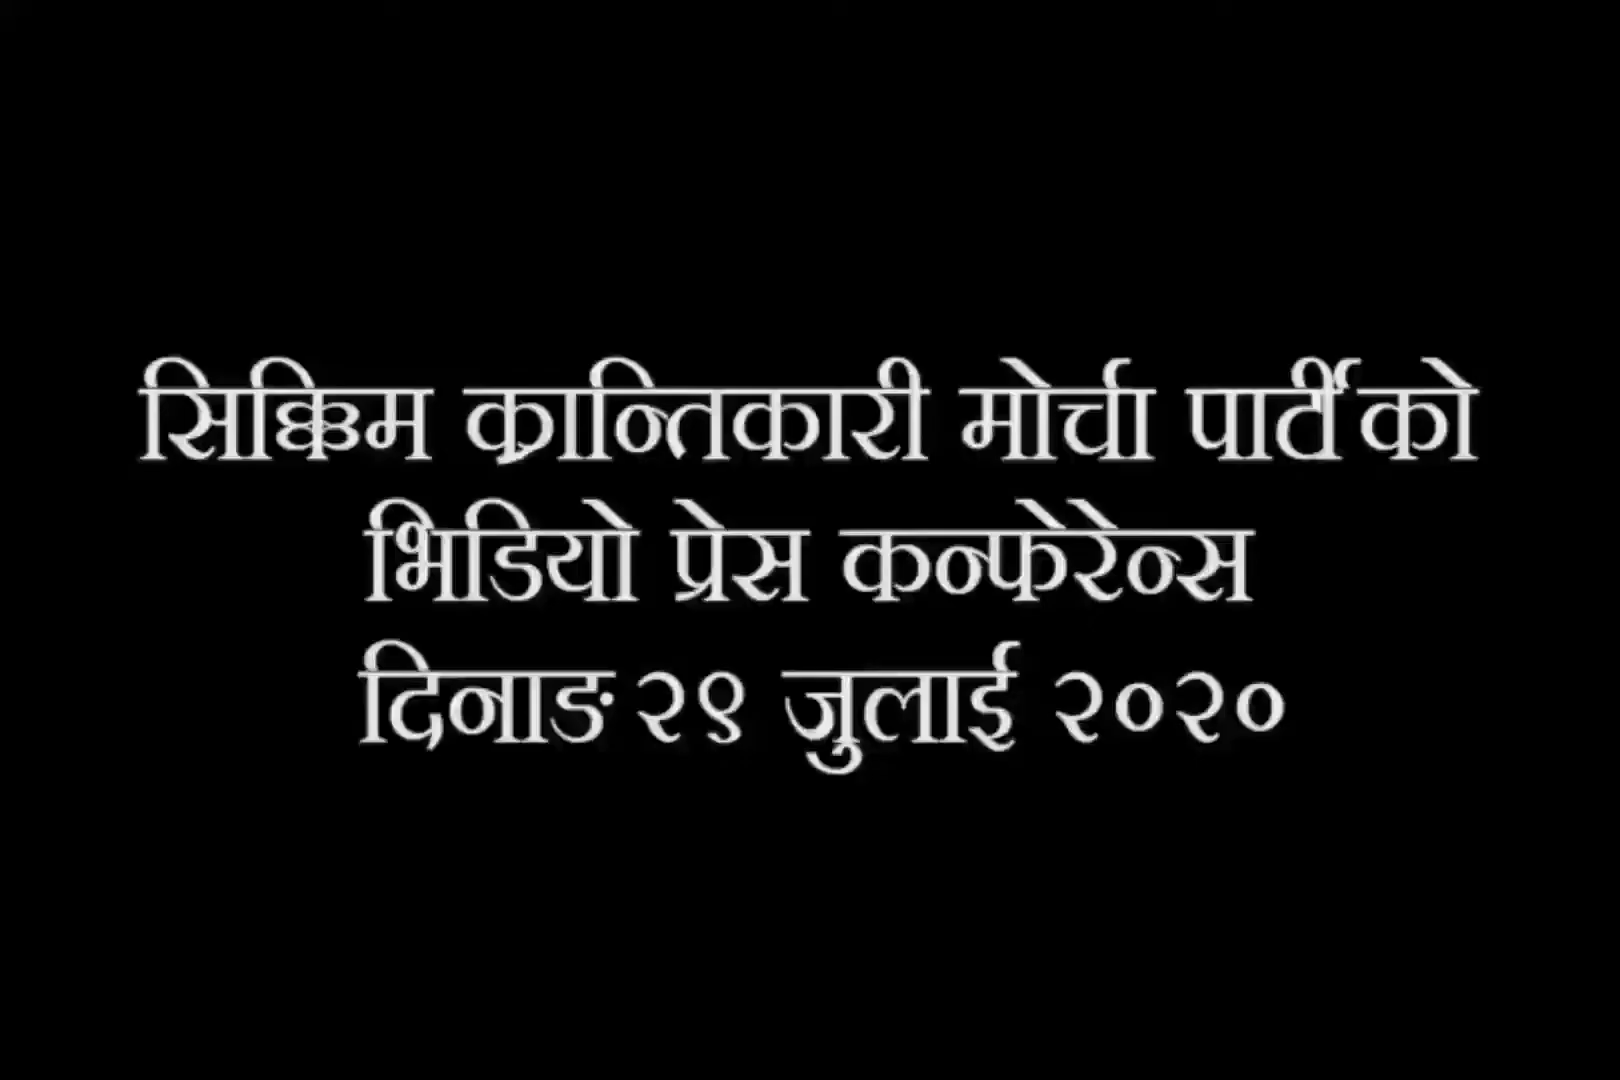 सिक्किम क्रान्तिकारी मोर्चा पार्टी को
भिडियो प्रेस कन्फेरेन्स
दिनाङ २९ जुलाई २०२०